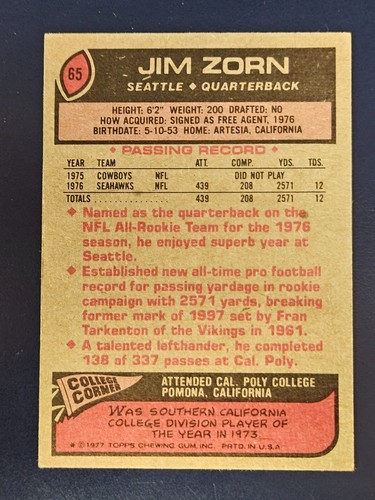 65
JIM ZORN
SEATTLE ◆ QUARTERBACK
HEIGHT: 6'2" WEIGHT: 200 DRAFTED: NO
HOW ACQUIRED: SIGNED AS FREE AGENT, 1976
BIRTHDATE: 5-10-53 HOME: ARTESIA, CALIFORNIA
◆ PASSING RECORD ◆
YEAR TEAM ATT. COMP. YDS. TDS.
1975 COWBOYS NFL DID NOT PLAY
1976 SEAHAWKS NFL 439 208 2571 12
TOTALS 439 208 2571 12
◆ Named as the quarterback on the
NFL All-Rookie Team for the 1976
season, he enjoyed superb year at
Seattle.
◆ Established new all-time pro football
record for passing yardage in rookie
campaign with 2571 yards, breaking
former mark of 1997 set by Fran
Tarkenton of the Vikings in 1961.
◆ A talented lefthander, he completed
138 of 337 passes at Cal. Poly.
COLLEGE
CORNER
ATTENDED CAL. POLY COLLEGE
POMONA, CALIFORNIA
WAS SOUTHERN CALIFORNIA
COLLEGE DIVISION PLAYER OF
THE YEAR IN 1973.
* © 1977 TOPPS CHEWING GUM, INC. PRTD. IN U.S.A.